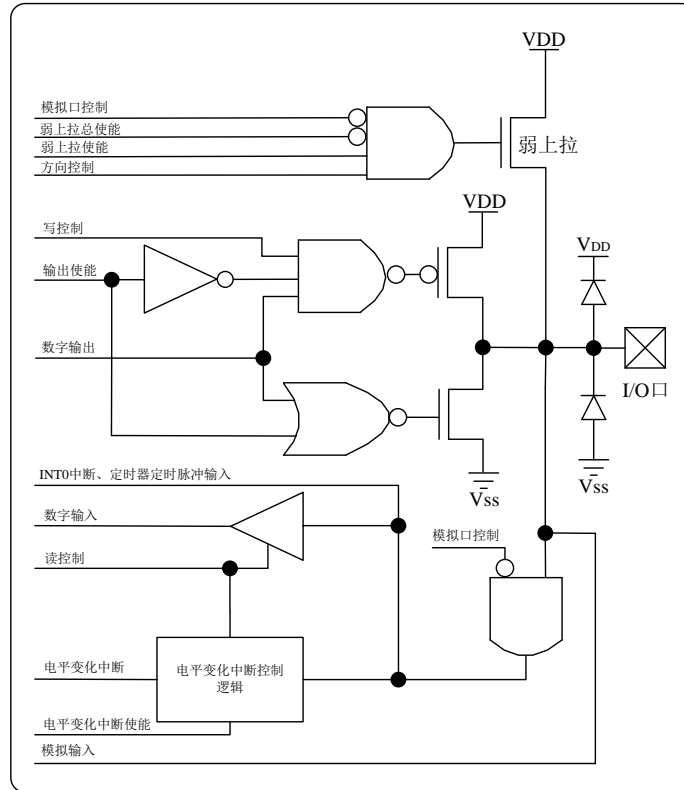 VDD
模拟口控制
弱上拉总使能
弱上拉使能
方向控制
弱上拉
VDD
写控制
输出使能
数字输出
VDD
I/O口
Vss
Vss
INT0中断、定时器定时脉冲输入
数字输入
读控制
模拟口控制
电平变化中断
电平变化中断控制
逻辑
电平变化中断使能
模拟输入